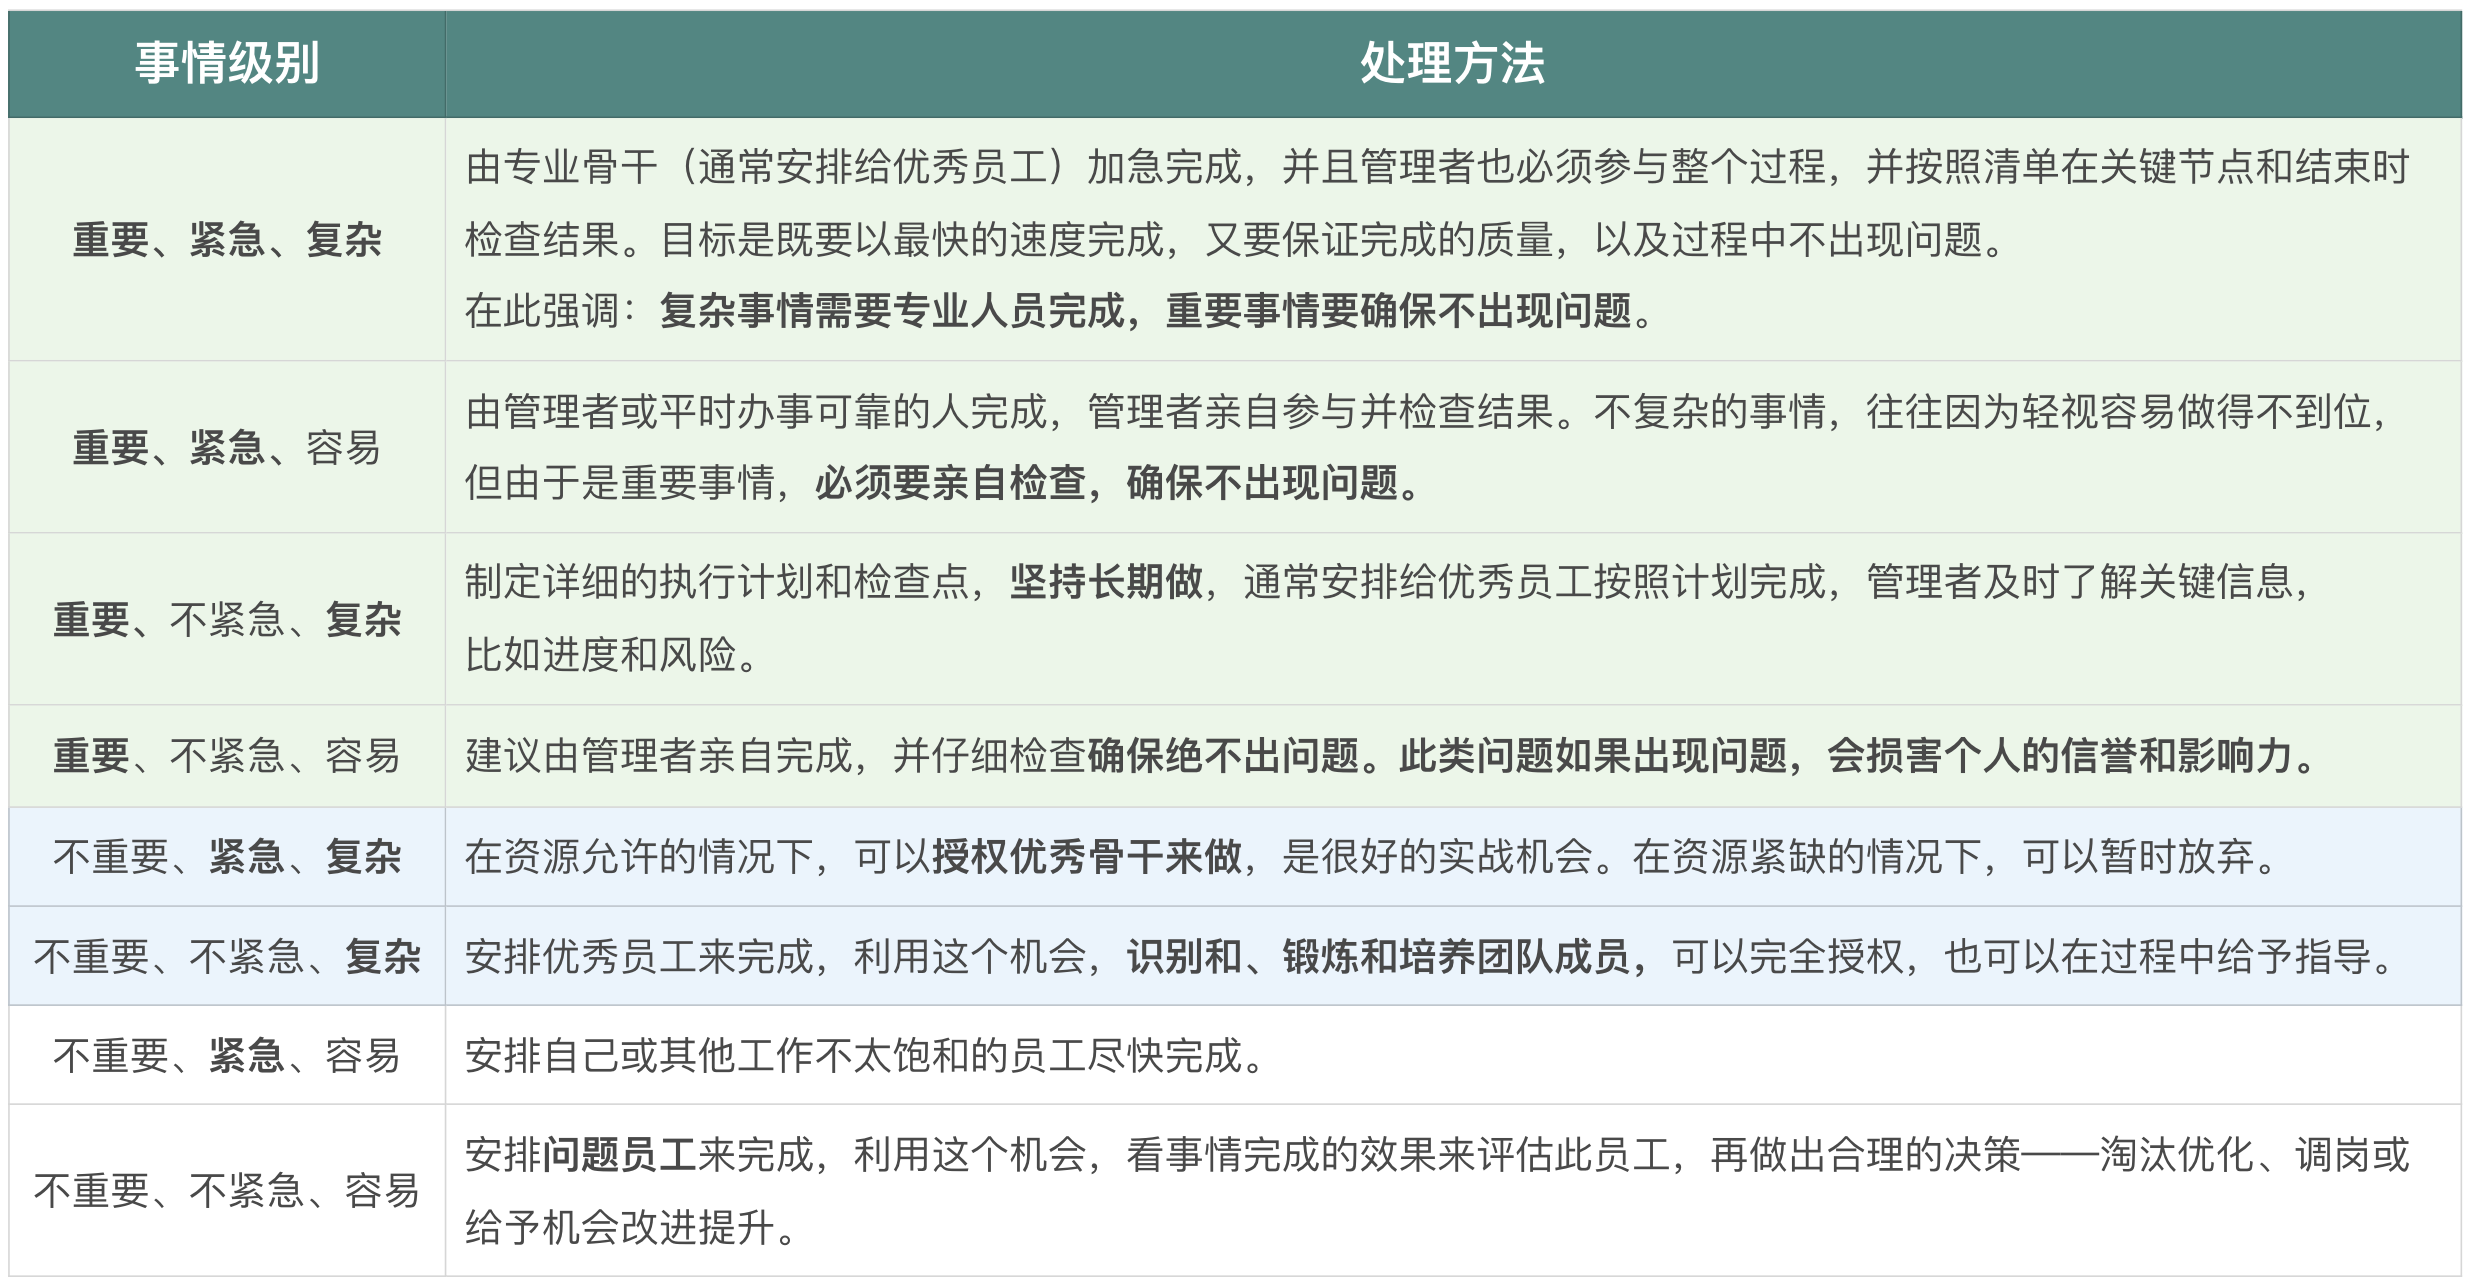 事情级别
处理方法
重要、紧急、复杂
由专业骨干（通常安排给优秀员工）加急完成，并且管理者也必须参与整个过程，并按照清单在关键节点和结束时
检查结果。目标是既要以最快的速度完成，又要保证完成的质量，以及过程中不出现问题。
在此强调：复杂事情需要专业人员完成，重要事情要确保不出现问题。
重要、紧急、容易
由管理者或平时办事可靠的人完成，管理者亲自参与并检查结果。不复杂的事情，往往因为轻视容易做得不到位，
但由于是重要事情，必须要亲自检查，确保不出现问题。
重要、不紧急、复杂
制定详细的执行计划和检查点，坚持长期做，通常安排给优秀员工按照计划完成，管理者及时了解关键信息，
比如进度和风险。
重要、不紧急、容易
建议由管理者亲自完成，并仔细检查确保绝不出问题。此类问题如果出现问题，会损害个人的信誉和影响力。
不重要、紧急、复杂
在资源允许的情况下，可以授权优秀骨干来做，是很好的实战机会。在资源紧缺的情况下，可以暂时放弃。
不重要、不紧急、复杂
安排优秀员工来完成，利用这个机会，识别和、锻炼和培养团队成员，可以完全授权，也可以在过程中给予指导。
不重要、紧急、容易
安排自己或其他工作不太饱和的员工尽快完成。
不重要、不紧急、容易
安排问题员工来完成，利用这个机会，看事情完成的效果来评估此员工，再做出合理的决策——淘汰优化、调岗或
给予机会改进提升。